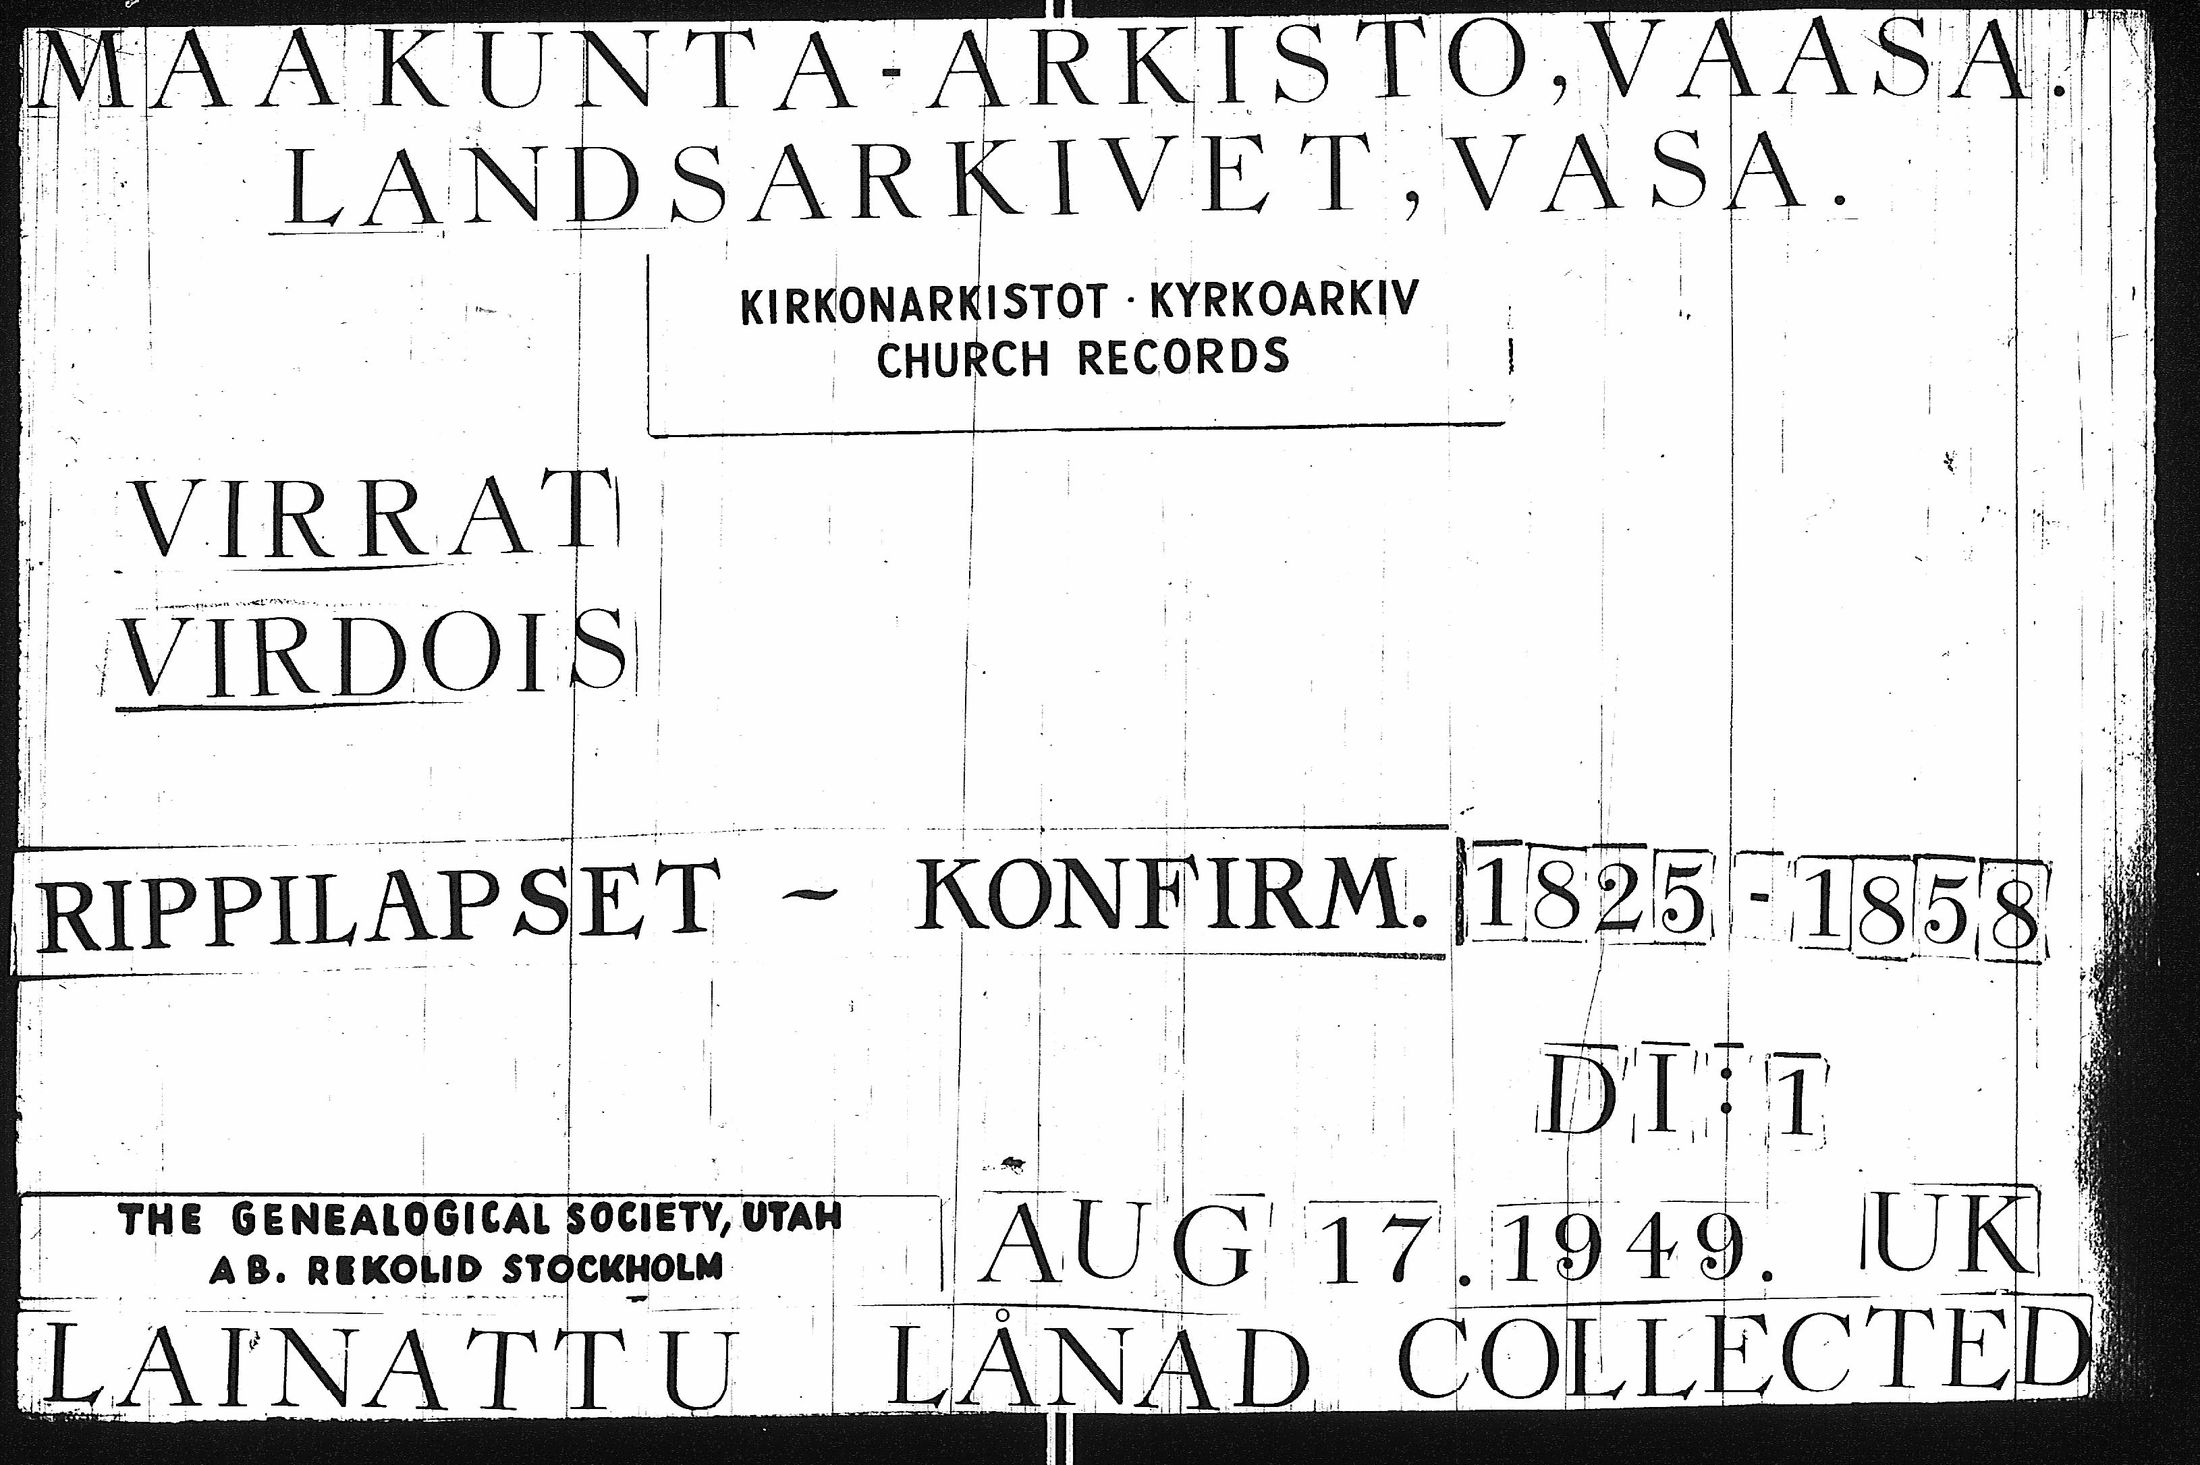 MAAKUNTA-ARKISTO, VAASA.
LANDSARKIVET, VASA.
KIRKONARKISTOT · KYRKOARKIV
CHURCH RECORDS
VIRRAT
VIRDOIS
RIPPILAPSET ~ KONFIRM. 1825-1858
DI:1
THE GENEALOGICAL SOCIETY, UTAH
AB. REKOLID STOCKHOLM
AUG 17. 1949. UK
LAINATTU LÅNAD COLLECTED